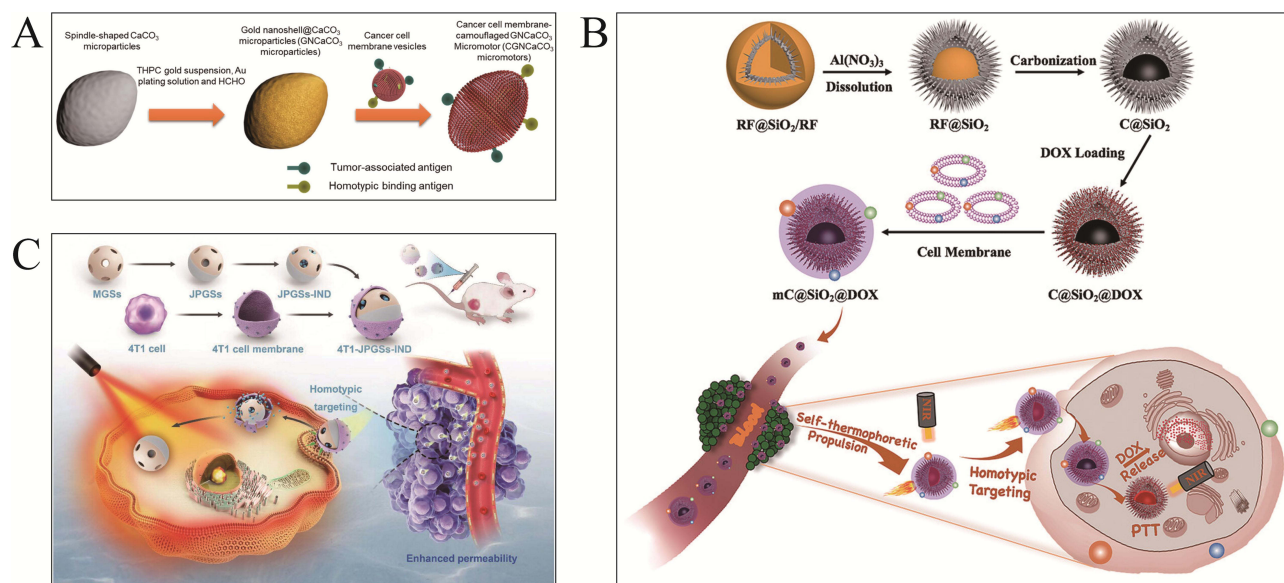 A
Spindle-shaped CaCO3
microparticles
THPC gold suspension, Au
plating solution and HCHO
Gold nanoshell@CaCO3
microparticles (GNCaCO3
microparticles)
Cancer cell
membrane vesicles
Cancer cell membrane-
camouflaged GNCaCO3
Micromotor (CGNCaCO3
micromotors)
Tumor-associated antigen
Homotypic binding antigen
B
RF@SiO2/RF
Al(NO3)3
Dissolution
RF@SiO2
Carbonization
C@SiO2
DOX Loading
C@SiO2@DOX
Cell Membrane
mC@SiO2@DOX
Blood
Self-thermophoretic
Propulsion
NIR
Homotypic
Targeting
DOX
Release
NIR
PTT
C
MGSs
JPGSs
JPGSs-IND
4T1 cell
4T1 cell membrane
4T1-JPGSs-IND
Homotypic
targeting
Enhanced permeability